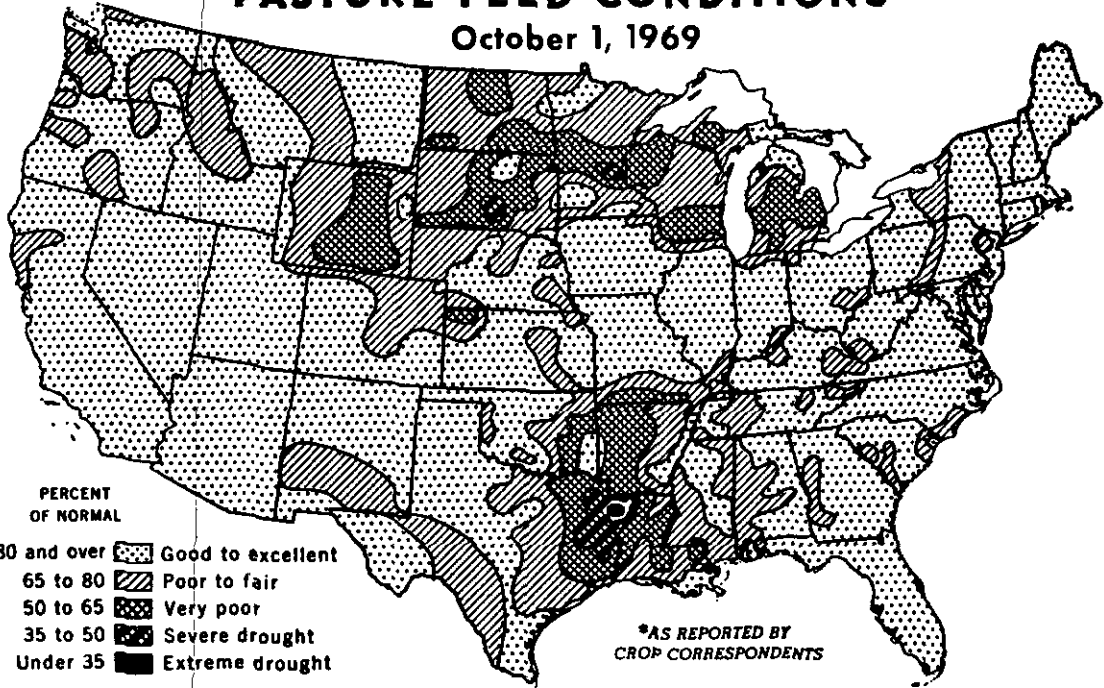 PASTURE FEED CONDITIONS
October 1, 1969
PERCENT
OF NORMAL
80 and over Good to excellent
65 to 80 Poor to fair
50 to 65 Very poor
35 to 50 Severe drought
Under 35 Extreme drought
*AS REPORTED BY
CROP CORRESPONDENTS